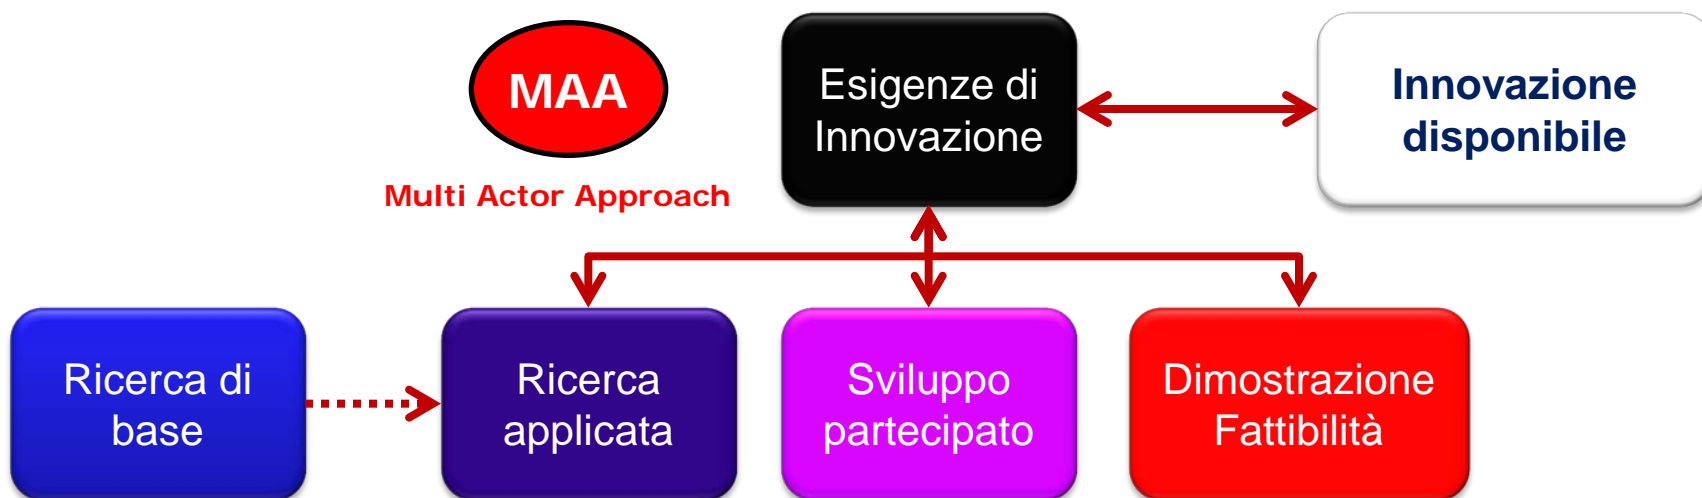 MAA
Multi Actor Approach
Esigenze di
Innovazione
Innovazione
disponibile
Ricerca di
base
Ricerca
applicata
Sviluppo
partecipato
Dimostrazione
Fattibilità